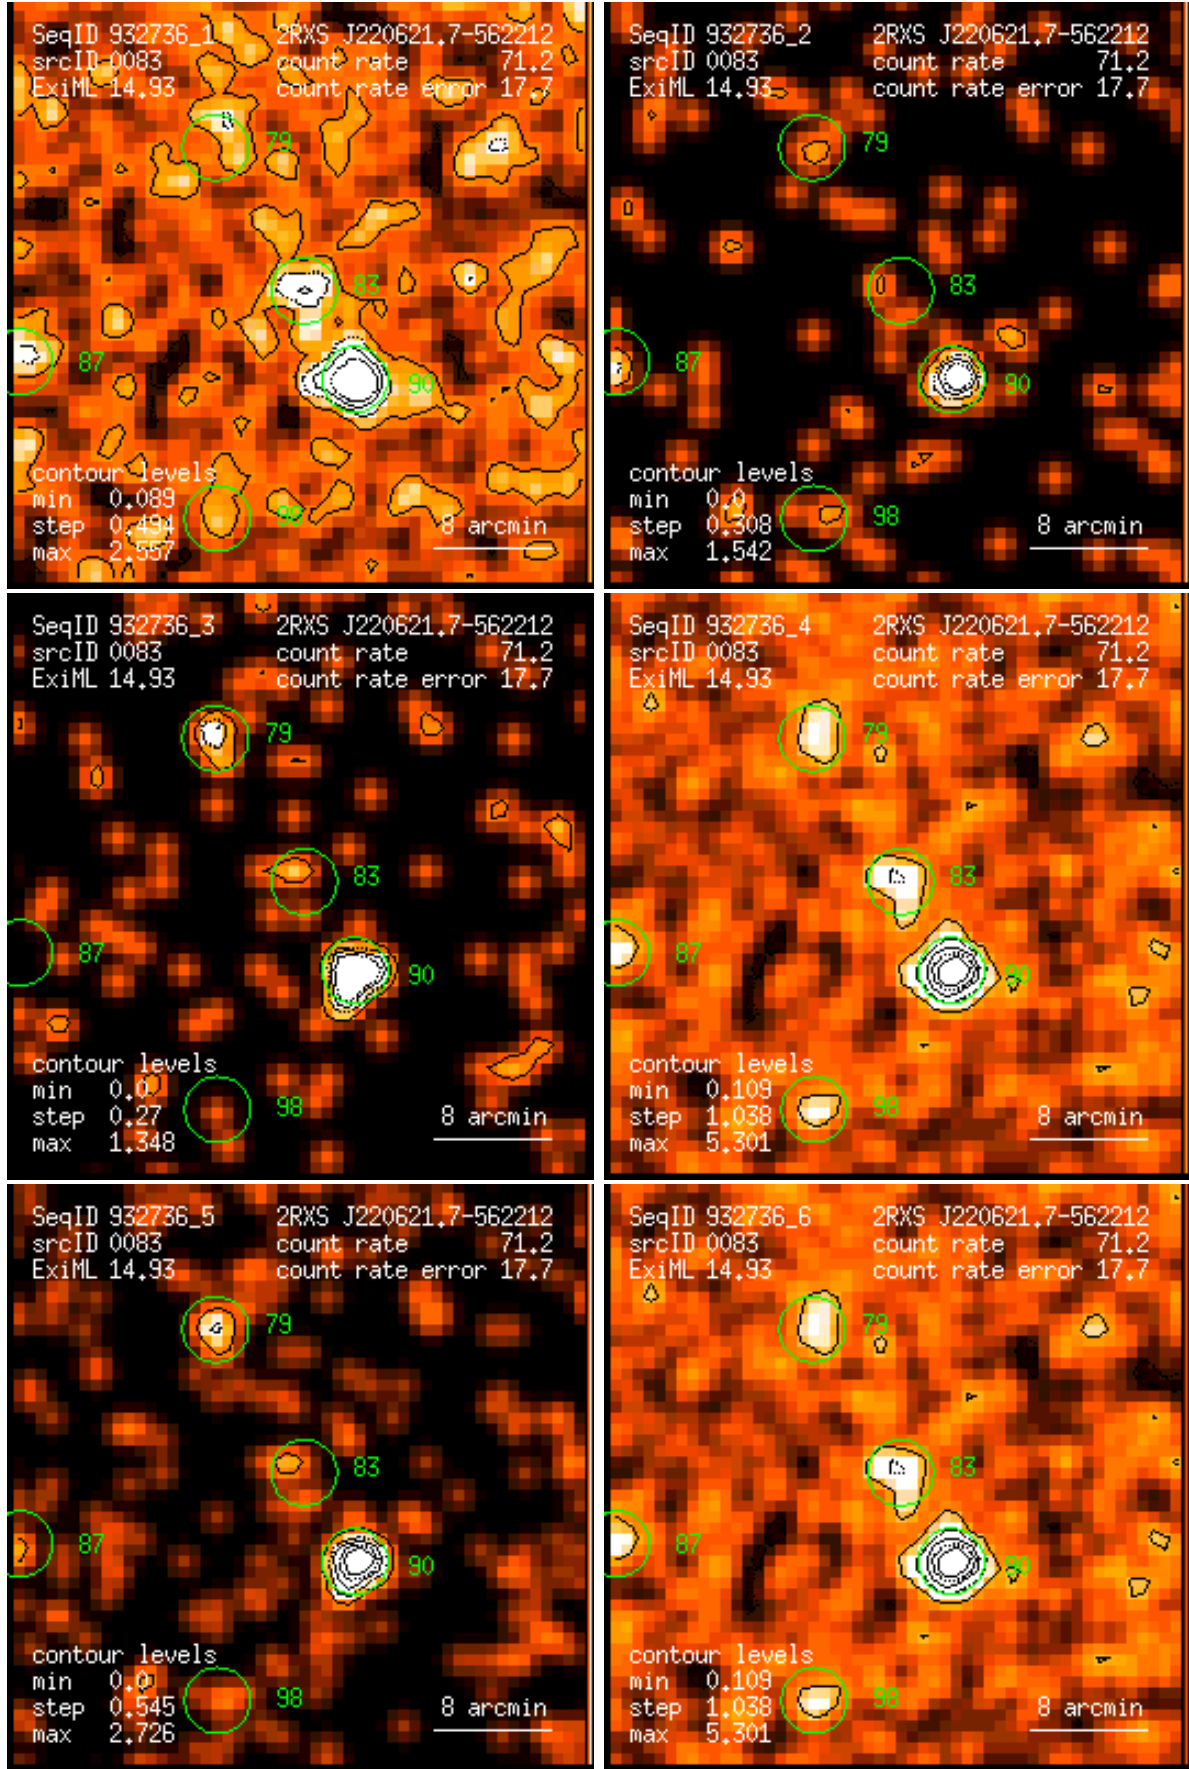 SeqID 932736_1 2RXS J220621.7-562212
srcID 0083 count rate 71.2
ExiML 14.93 count rate error 17.7
79
83
87
90
contour levels
min 0.089
step 0.494 98 8 arcmin
max 2.557
SeqID 932736_2 2RXS J220621.7-562212
srcID 0083 count rate 71.2
ExiML 14.93 count rate error 17.7
79
83
87
90
contour levels
min 0.0
step 0.308 98 8 arcmin
max 1.542
SeqID 932736_3 2RXS J220621.7-562212
srcID 0083 count rate 71.2
ExiML 14.93 count rate error 17.7
79
83
87
90
contour levels
min 0.0
step 0.27 98 8 arcmin
max 1.348
SeqID 932736_4 2RXS J220621.7-562212
srcID 0083 count rate 71.2
ExiML 14.93 count rate error 17.7
79
83
87
90
contour levels
min 0.109
step 1.038 98 8 arcmin
max 5.301
SeqID 932736_5 2RXS J220621.7-562212
srcID 0083 count rate 71.2
ExiML 14.93 count rate error 17.7
79
83
87
90
contour levels
min 0.0
step 0.545 98 8 arcmin
max 2.726
SeqID 932736_6 2RXS J220621.7-562212
srcID 0083 count rate 71.2
ExiML 14.93 count rate error 17.7
79
83
87
90
contour levels
min 0.109
step 1.038 98 8 arcmin
max 5.301